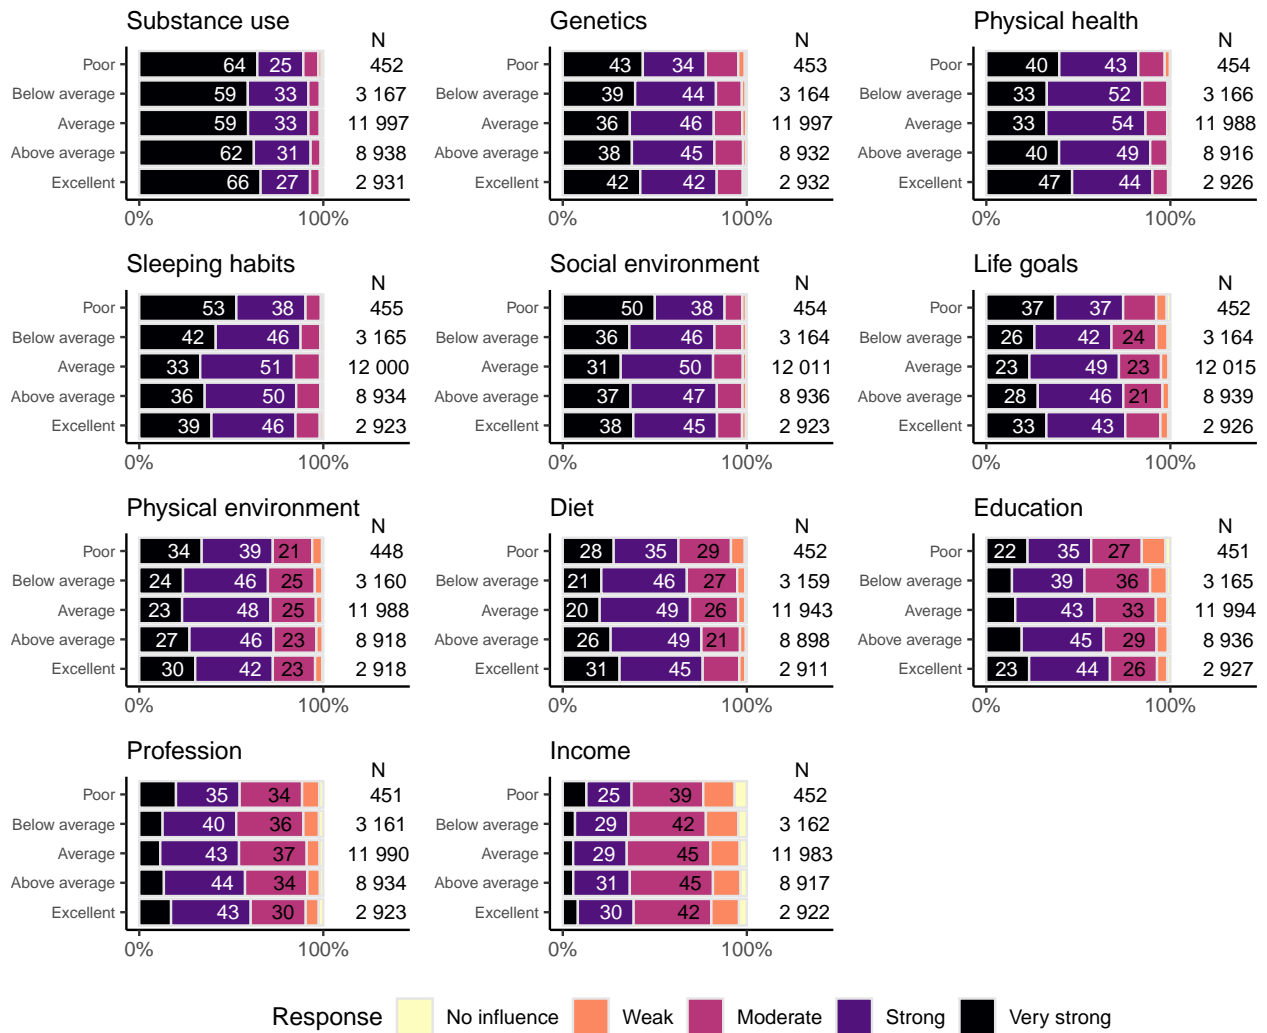 Substance use
N
Poor 64 25 452
Below average 59 33 3 167
Average 59 33 11 997
Above average 62 31 8 938
Excellent 66 27 2 931
0% 100%
Genetics
N
Poor 43 34 453
Below average 39 44 3 164
Average 36 46 11 997
Above average 38 45 8 932
Excellent 42 42 2 932
0% 100%
Physical health
N
Poor 40 43 454
Below average 33 52 3 166
Average 33 54 11 988
Above average 40 49 8 916
Excellent 47 44 2 926
0% 100%
Sleeping habits
N
Poor 53 38 455
Below average 42 46 3 165
Average 33 51 12 000
Above average 36 50 8 934
Excellent 39 46 2 923
0% 100%
Social environment
N
Poor 50 38 454
Below average 36 46 3 164
Average 31 50 12 011
Above average 37 47 8 936
Excellent 38 45 2 923
0% 100%
Life goals
N
Poor 37 37 452
Below average 26 42 24 3 164
Average 23 49 23 12 015
Above average 28 46 21 8 939
Excellent 33 43 2 926
0% 100%
Physical environment
N
Poor 34 39 21 448
Below average 24 46 25 3 160
Average 23 48 25 11 988
Above average 27 46 23 8 918
Excellent 30 42 23 2 918
0% 100%
Diet
N
Poor 28 35 29 452
Below average 21 46 27 3 159
Average 20 49 26 11 943
Above average 26 49 21 8 898
Excellent 31 45 2 911
0% 100%
Education
N
Poor 22 35 27 451
Below average 39 36 3 165
Average 43 33 11 994
Above average 45 29 8 936
Excellent 23 44 26 2 927
0% 100%
Profession
N
Poor 35 34 451
Below average 40 36 3 161
Average 43 37 11 990
Above average 44 34 8 934
Excellent 43 30 2 923
0% 100%
Income
N
Poor 25 39 452
Below average 29 42 3 162
Average 29 45 11 983
Above average 31 45 8 917
Excellent 30 42 2 922
0% 100%
Response No influence Weak Moderate Strong Very strong